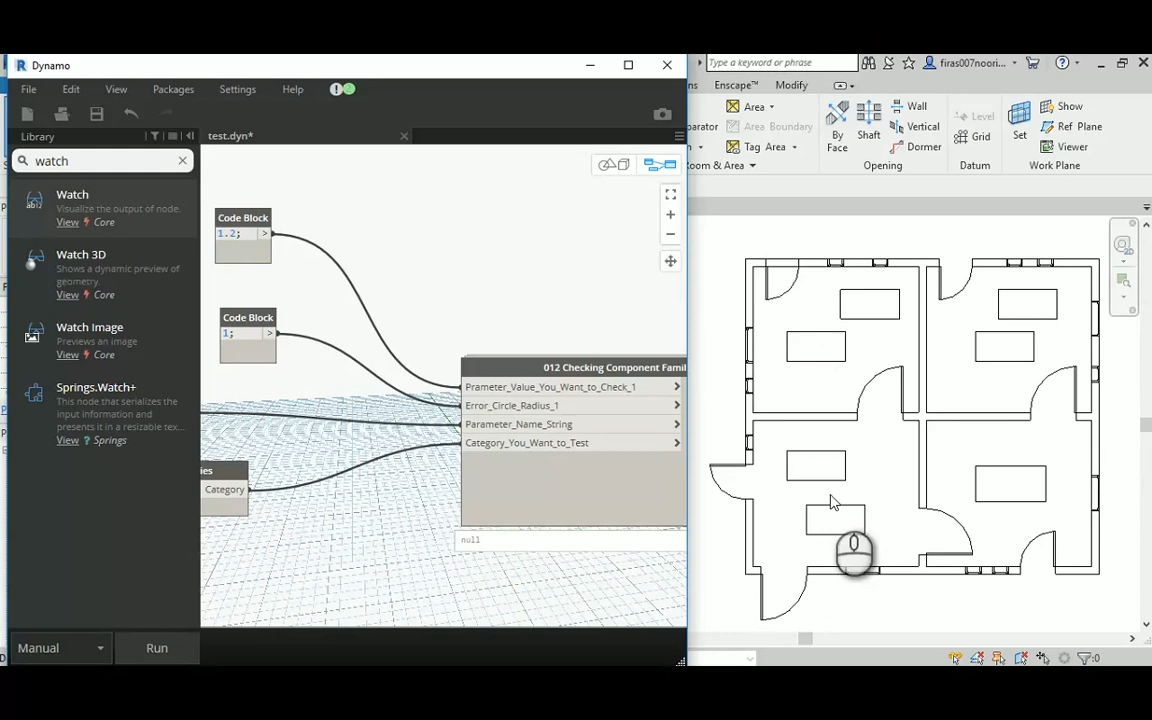 Dynamo
File Edit View Packages Settings Help
Library
test.dyn*
watch
Watch
Visualize the output of node.
View Core
Watch 3D
Shows a dynamic preview of
geometry.
View Core
Watch Image
Previews an image
View Core
Springs.Watch+
This node that serializes the
input information and
presents it in a resizable tex...
View ? Springs
Code Block
1.2; >
Code Block
1; >
ies
Category
012 Checking Component Famil
Prameter_Value_You_Want_to_Check_1 >
Error_Circle_Radius_1 >
Parameter_Name_String >
Category_You_Want_to_Test >
null
Manual
Run
Type a keyword or phrase
firas007noori...
ns Enscape™ Modify
Area
parator
Area Boundary
Tag Area
oom & Area
By
Face
Shaft
Wall
Vertical
Dormer
Opening
Level
Grid
Datum
Set
Show
Ref Plane
Viewer
Work Plane
2D
:0